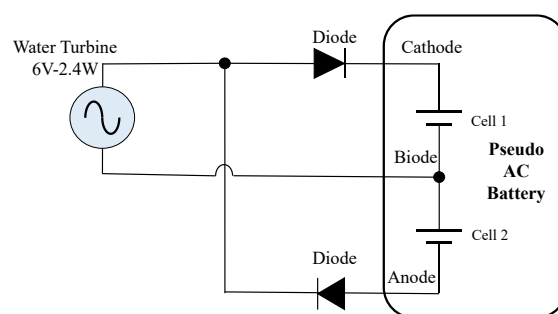 Diode
Water Turbine
6V-2.4W
Cathode
Cell 1
Biode
Pseudo
AC
Battery
Cell 2
Diode
Anode